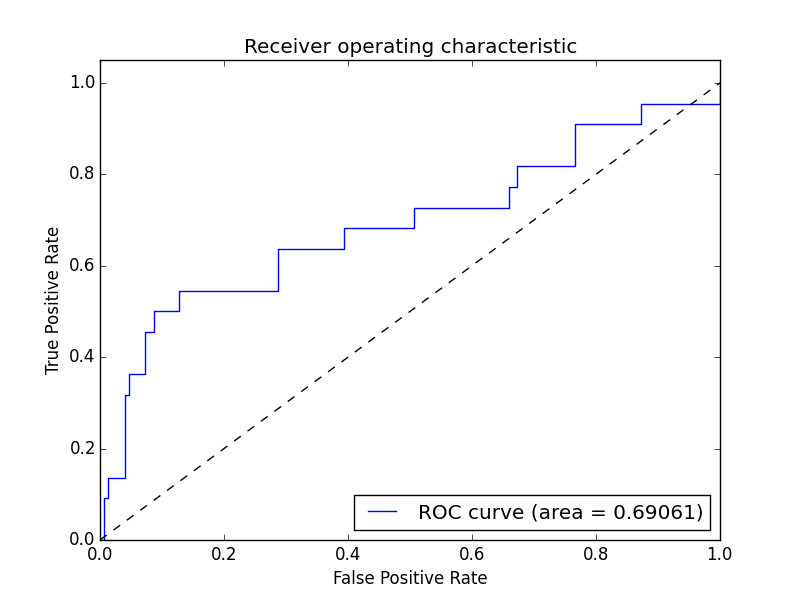 Receiver operating characteristic
1.0
0.8
0.6
0.4
0.2
0.0
True Positive Rate
ROC curve (area = 0.69061)
0.0 0.2 0.4 0.6 0.8 1.0
False Positive Rate